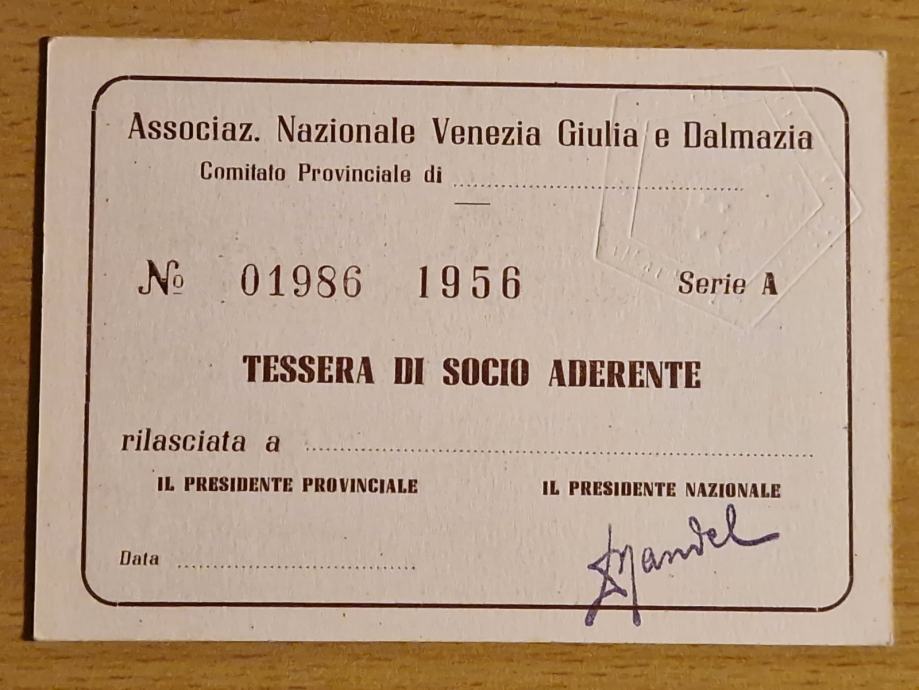 Associaz. Nazionale Venezia Giulia e Dalmazia
Comitato Provinciale di
Nº 01986 1956 Serie A
TESSERA DI SOCIO ADERENTE
rilasciata a
IL PRESIDENTE PROVINCIALE IL PRESIDENTE NAZIONALE
Data